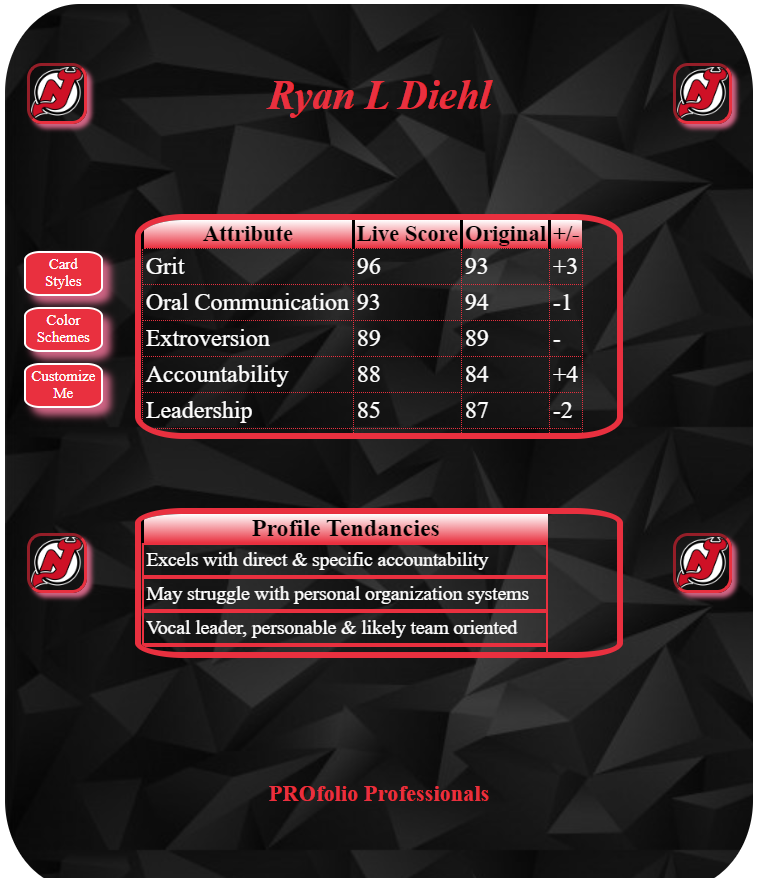 Ryan L Diehl
Attribute Live Score Original +/-
Grit 96 93 +3
Oral Communication 93 94 -1
Extroversion 89 89 -
Accountability 88 84 +4
Leadership 85 87 -2
Card
Styles
Color
Schemes
Customize
Me
Profile Tendancies
Excels with direct & specific accountability
May struggle with personal organization systems
Vocal leader, personable & likely team oriented
PROfolio Professionals